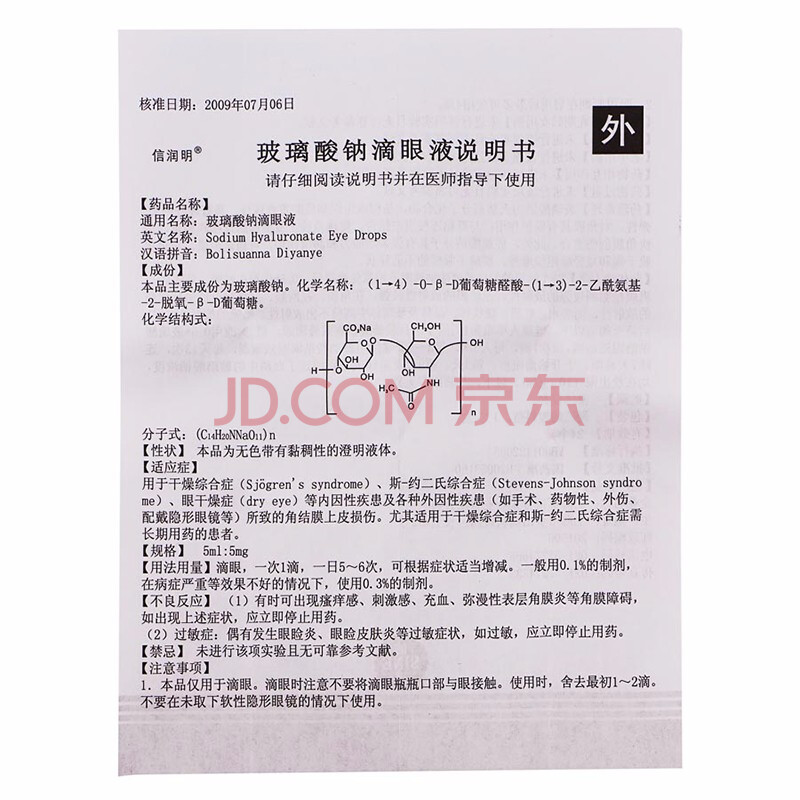 核准日期：2009年07月06日
外
信润明®
玻璃酸钠滴眼液说明书
请仔细阅读说明书并在医师指导下使用
【药品名称】
通用名称：玻璃酸钠滴眼液
英文名称：Sodium Hyaluronate Eye Drops
汉语拼音：Bolisuanna Diyanye
【成份】
本品主要成份为玻璃酸钠。化学名称：（1→4）-O-β-D葡萄糖醛酸-(1→3)-2-乙酰氨基
-2-脱氧-β-D葡萄糖。
化学结构式：
CO₂Na
CH₂OH
O
O
O
OH
OH
H
O
OH
OH
NH
H₃C
O
n
JD.COM 京东
分子式：(C₁₄H₂₀NNaO₁₁)n
【性状】 本品为无色带有黏稠性的澄明液体。
【适应症】
用于干燥综合症（Sjögren's syndrome）、斯-约二氏综合症（Stevens-Johnson syndro
me）、眼干燥症（dry eye）等内因性疾患及各种外因性疾患（如手术、药物性、外伤、
配戴隐形眼镜等）所致的角结膜上皮损伤。尤其适用于干燥综合症和斯-约二氏综合症需
长期用药的患者。
【规格】 5ml:5mg
【用法用量】滴眼，一次1滴，一日5～6次，可根据症状适当增减。一般用0.1%的制剂，
在病症严重等效果不好的情况下，使用0.3%的制剂。
【不良反应】（1）有时可出现瘙痒感、刺激感、充血、弥漫性表层角膜炎等角膜障碍，
如出现上述症状，应立即停止用药。
（2）过敏症：偶有发生眼睑炎、眼睑皮肤炎等过敏症状，如过敏，应立即停止用药。
【禁忌】 未进行该项实验且无可靠参考文献。
【注意事项】
1．本品仅用于滴眼。滴眼时注意不要将滴眼瓶瓶口部与眼接触。使用时，舍去最初1～2滴。
不要在未取下软性隐形眼镜的情况下使用。